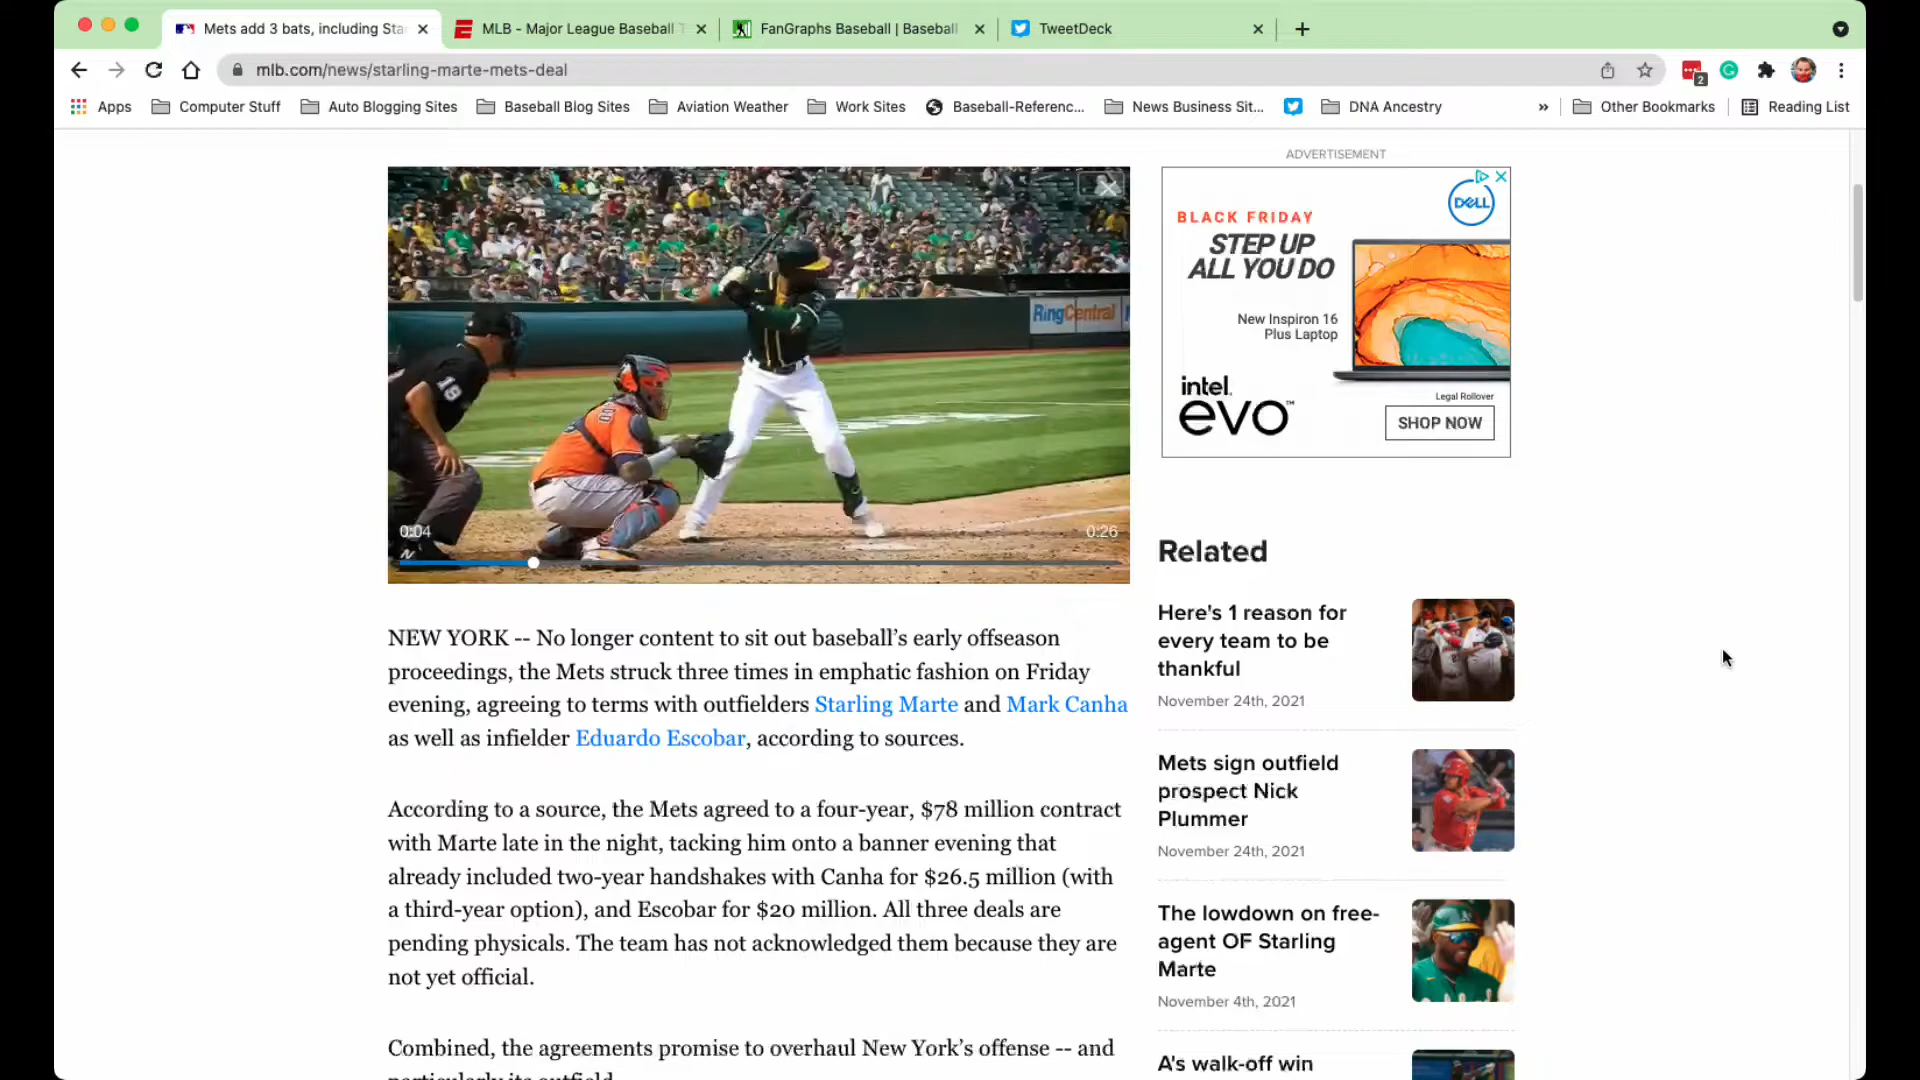 Mets add 3 bats, including Sta
MLB - Major League Baseball T
FanGraphs Baseball | Baseball
TweetDeck
mlb.com/news/starling-marte-mets-deal
2
Apps
Computer Stuff
Auto Blogging Sites
Baseball Blog Sites
Aviation Weather
Work Sites
Baseball-Referenc...
News Business Sit...
DNA Ancestry
»
Other Bookmarks
Reading List
RingCentral
18
0:04
0:26
NEW YORK -- No longer content to sit out baseball's early offseason
proceedings, the Mets struck three times in emphatic fashion on Friday
evening, agreeing to terms with outfielders Starling Marte and Mark Canha
as well as infielder Eduardo Escobar, according to sources.
According to a source, the Mets agreed to a four-year, $78 million contract
with Marte late in the night, tacking him onto a banner evening that
already included two-year handshakes with Canha for $26.5 million (with
a third-year option), and Escobar for $20 million. All three deals are
pending physicals. The team has not acknowledged them because they are
not yet official.
Combined, the agreements promise to overhaul New York's offense -- and
particularly its outfield.
ADVERTISEMENT
DELL
BLACK FRIDAY
STEP UP
ALL YOU DO
New Inspiron 16
Plus Laptop
intel.
evo™
Legal Rollover
SHOP NOW
Related
Here's 1 reason for
every team to be
thankful
November 24th, 2021
Mets sign outfield
prospect Nick
Plummer
November 24th, 2021
The lowdown on free-
agent OF Starling
Marte
November 4th, 2021
A's walk-off win